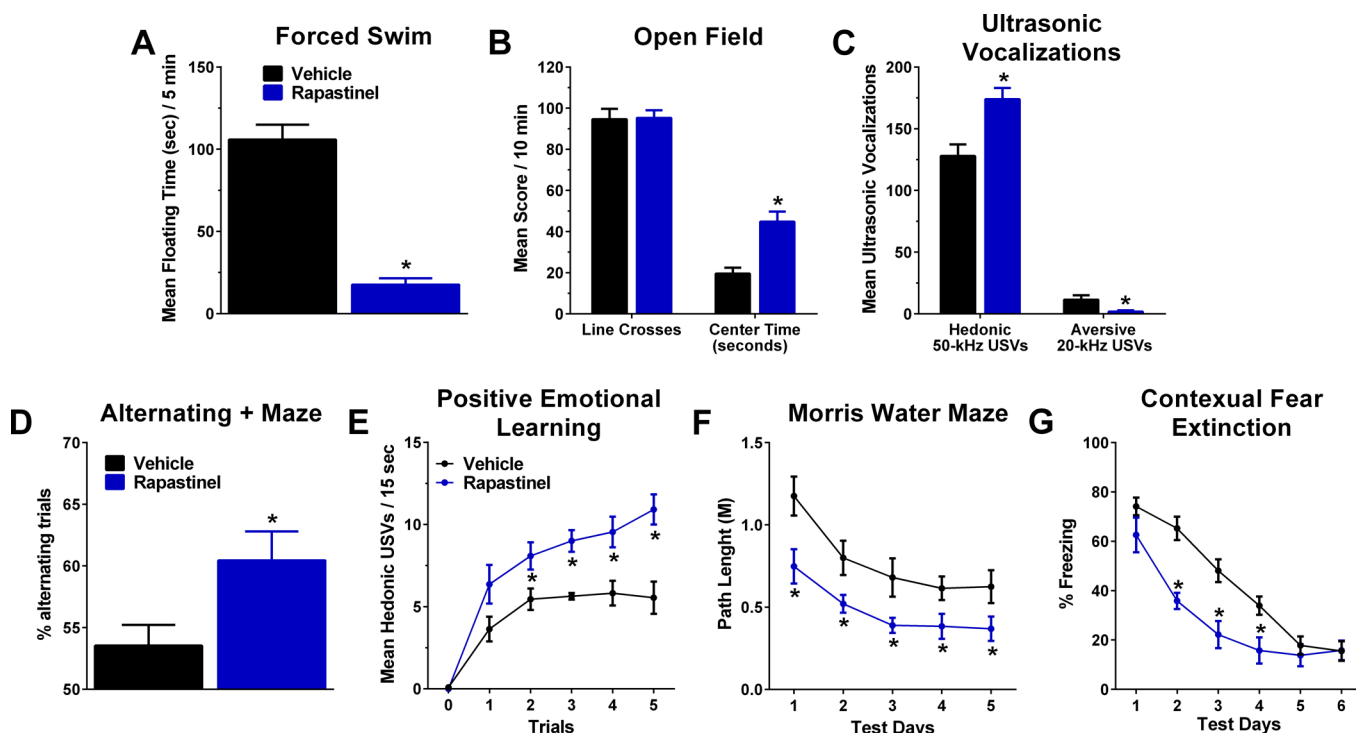 A
Forced Swim
Mean Floating Time (sec) / 5 min
150
100
50
0
Vehicle
Rapastinel
*
B
Open Field
Mean Score / 10 min
120
100
80
60
40
20
0
*
Line Crosses
Center Time
(seconds)
C
Ultrasonic
Vocalizations
Mean Ultrasonic Vocalizations
200
150
100
50
0
*
*
Hedonic
50-kHz USVs
Aversive
20-kHz USVs
D
Alternating + Maze
% alternating trials
70
65
60
55
50
Vehicle
Rapastinel
*
E
Positive Emotional
Learning
Mean Hedonic USVs / 15 sec
15
10
5
0
Vehicle
Rapastinel
* * * *
0 1 2 3 4 5
Trials
F
Morris Water Maze
Path Lenght (M)
1.5
1.0
0.5
0.0
* * * * *
1 2 3 4 5
Test Days
G
Contexual Fear
Extinction
% Freezing
100
80
60
40
20
0
* * *
1 2 3 4 5 6
Test Days